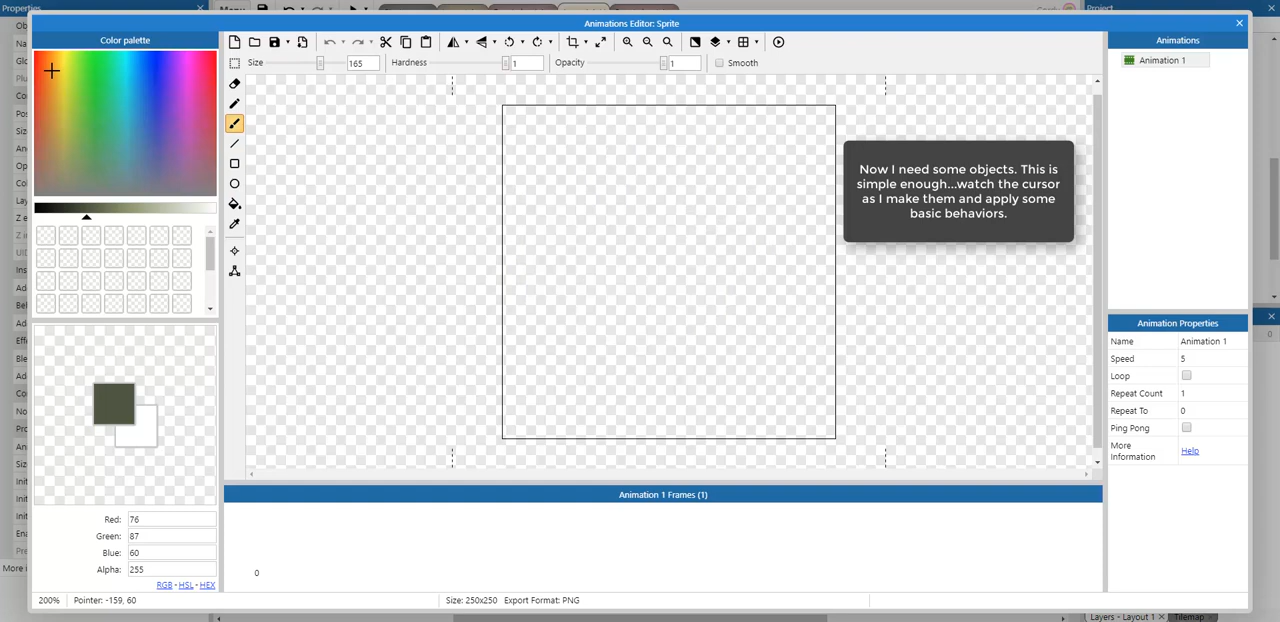 Properties
Menu
Project
Animations Editor: Sprite
Color palette
Animations
Size 165 Hardness 1 Opacity 1 Smooth
Animation 1
Now I need some objects. This is
simple enough...watch the cursor
as I make them and apply some
basic behaviors.
Animation Properties
Name Animation 1
Speed 5
Loop
Repeat Count 1
Repeat To 0
Ping Pong
More
Information Help
Animation 1 Frames (1)
0
Red: 76
Green: 87
Blue: 60
Alpha: 255
RGB - HSL - HEX
More i
200% Pointer: -159, 60 Size: 250x250 Export Format: PNG
Layers - Layout 1 Tilemap